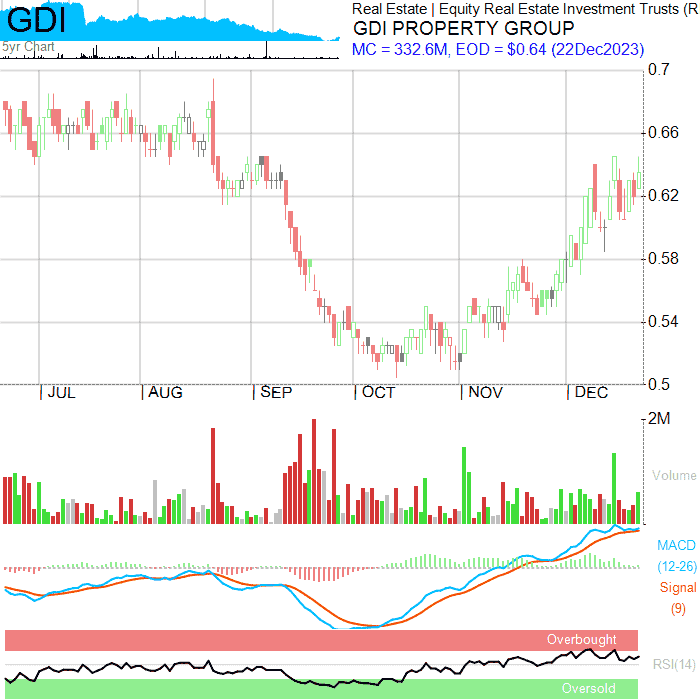 GDI
5yr Chart
Real Estate | Equity Real Estate Investment Trusts (R
GDI PROPERTY GROUP
MC = 332.6M, EOD = $0.64 (22Dec2023)
0.7
0.66
0.62
0.58
0.54
0.5
JUL AUG SEP OCT NOV DEC
2M
Volume
MACD
(12-26)
Signal
(9)
Overbought
RSI(14)
Oversold